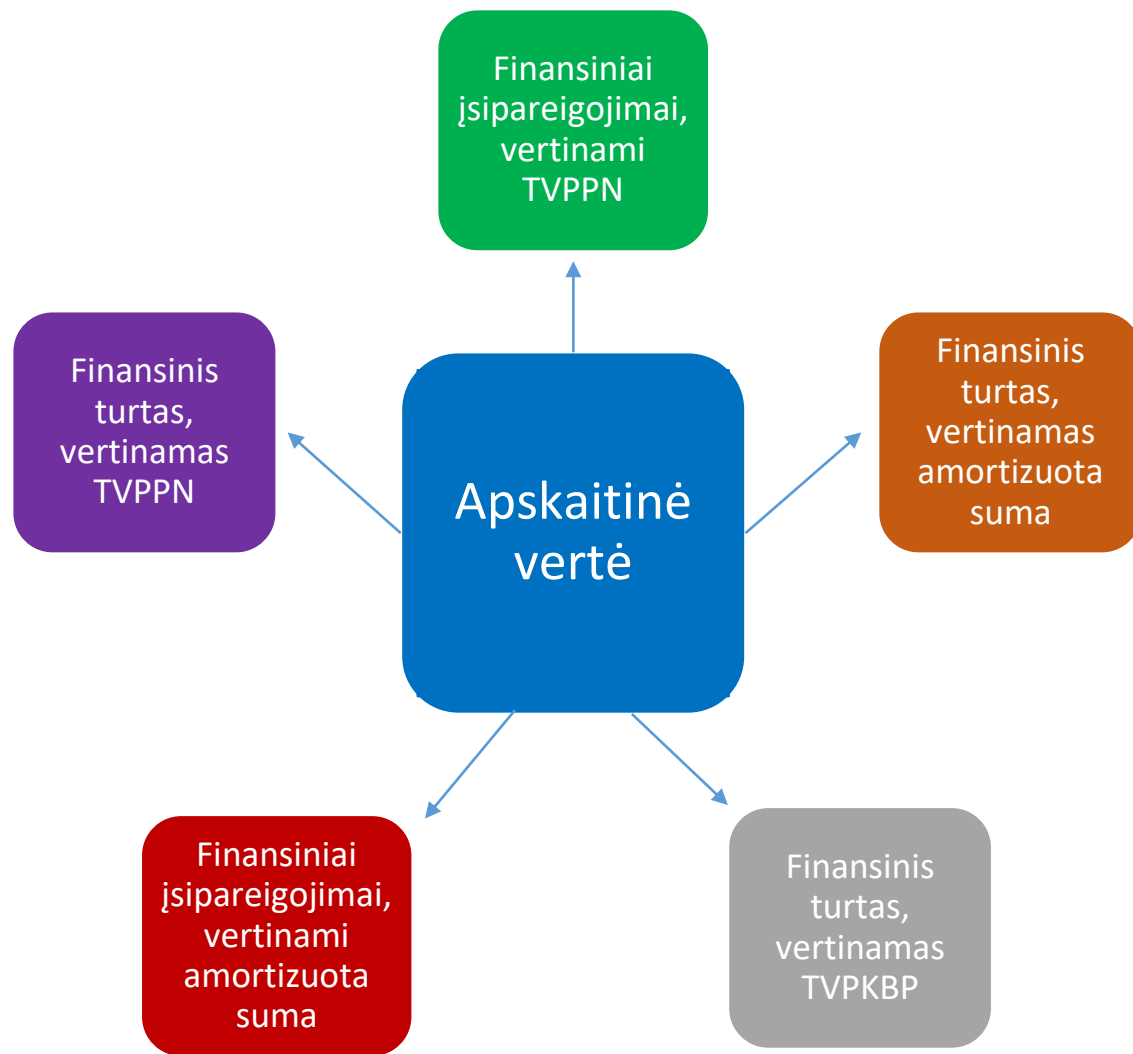 Finansiniai
įsipareigojimai,
vertinami
TVPPN
Finansinis
turtas,
vertinamas
TVPPN
Finansinis
turtas,
vertinamas
amortizuota
suma
Apskaitinė
vertė
Finansiniai
įsipareigojimai,
vertinami
amortizuota
suma
Finansinis
turtas,
vertinamas
TVPKBP